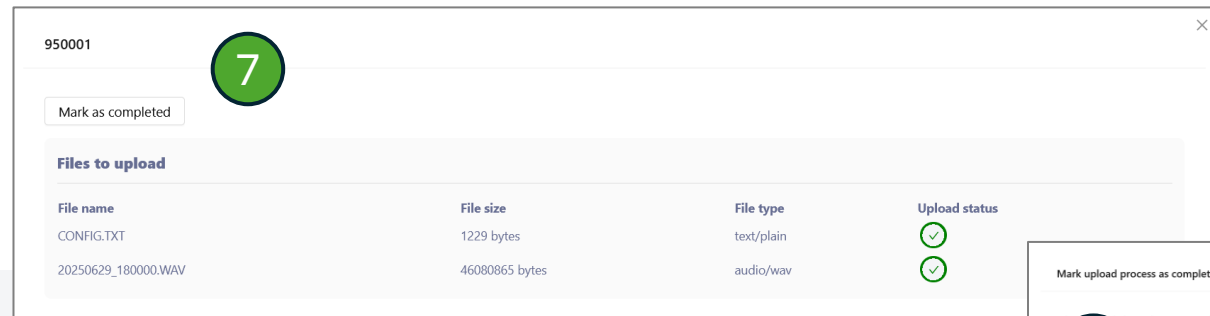 950001
7
Mark as completed
Files to upload
File name File size File type Upload status
CONFIG.TXT 1229 bytes text/plain
20250629_180000.WAV 46080865 bytes audio/wav
Mark upload process as complet